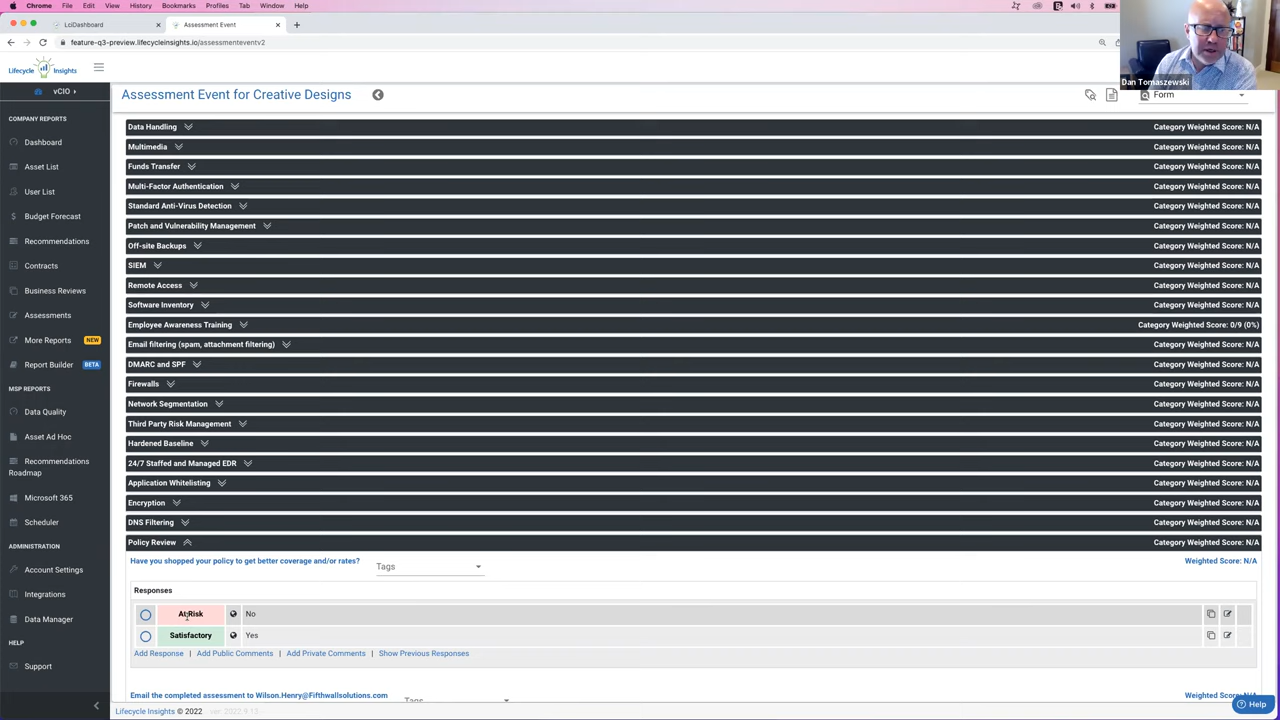 Chrome File Edit View History Bookmarks Profiles Tab Window Help
LciDashboard
Assessment Event
feature-q3-preview.lifecycleinsights.io/assessmenteventv2
Dan Tomaszewski
Lifecycle Insights
vCIO
Assessment Event for Creative Designs
Form
COMPANY REPORTS
Dashboard
Asset List
User List
Budget Forecast
Recommendations
Contracts
Business Reviews
Assessments
More Reports NEW
Report Builder BETA
MSP REPORTS
Data Quality
Asset Ad Hoc
Recommendations
Roadmap
Microsoft 365
Scheduler
ADMINISTRATION
Account Settings
Integrations
Data Manager
HELP
Support
Data Handling Category Weighted Score: N/A
Multimedia Category Weighted Score: N/A
Funds Transfer Category Weighted Score: N/A
Multi-Factor Authentication Category Weighted Score: N/A
Standard Anti-Virus Detection Category Weighted Score: N/A
Patch and Vulnerability Management Category Weighted Score: N/A
Off-site Backups Category Weighted Score: N/A
SIEM Category Weighted Score: N/A
Remote Access Category Weighted Score: N/A
Software Inventory Category Weighted Score: N/A
Employee Awareness Training Category Weighted Score: 0/9 (0%)
Email filtering (spam, attachment filtering) Category Weighted Score: N/A
DMARC and SPF Category Weighted Score: N/A
Firewalls Category Weighted Score: N/A
Network Segmentation Category Weighted Score: N/A
Third Party Risk Management Category Weighted Score: N/A
Hardened Baseline Category Weighted Score: N/A
24/7 Staffed and Managed EDR Category Weighted Score: N/A
Application Whitelisting Category Weighted Score: N/A
Encryption Category Weighted Score: N/A
DNS Filtering Category Weighted Score: N/A
Policy Review Category Weighted Score: N/A
Have you shopped your policy to get better coverage and/or rates? Tags Weighted Score: N/A
Responses
At Risk No
Satisfactory Yes
Add Response | Add Public Comments | Add Private Comments | Show Previous Responses
Email the completed assessment to Wilson.Henry@Fifthwallsolutions.com Tags Weighted Score: N/A
Lifecycle Insights © 2022 ver 2022.9.13
Help